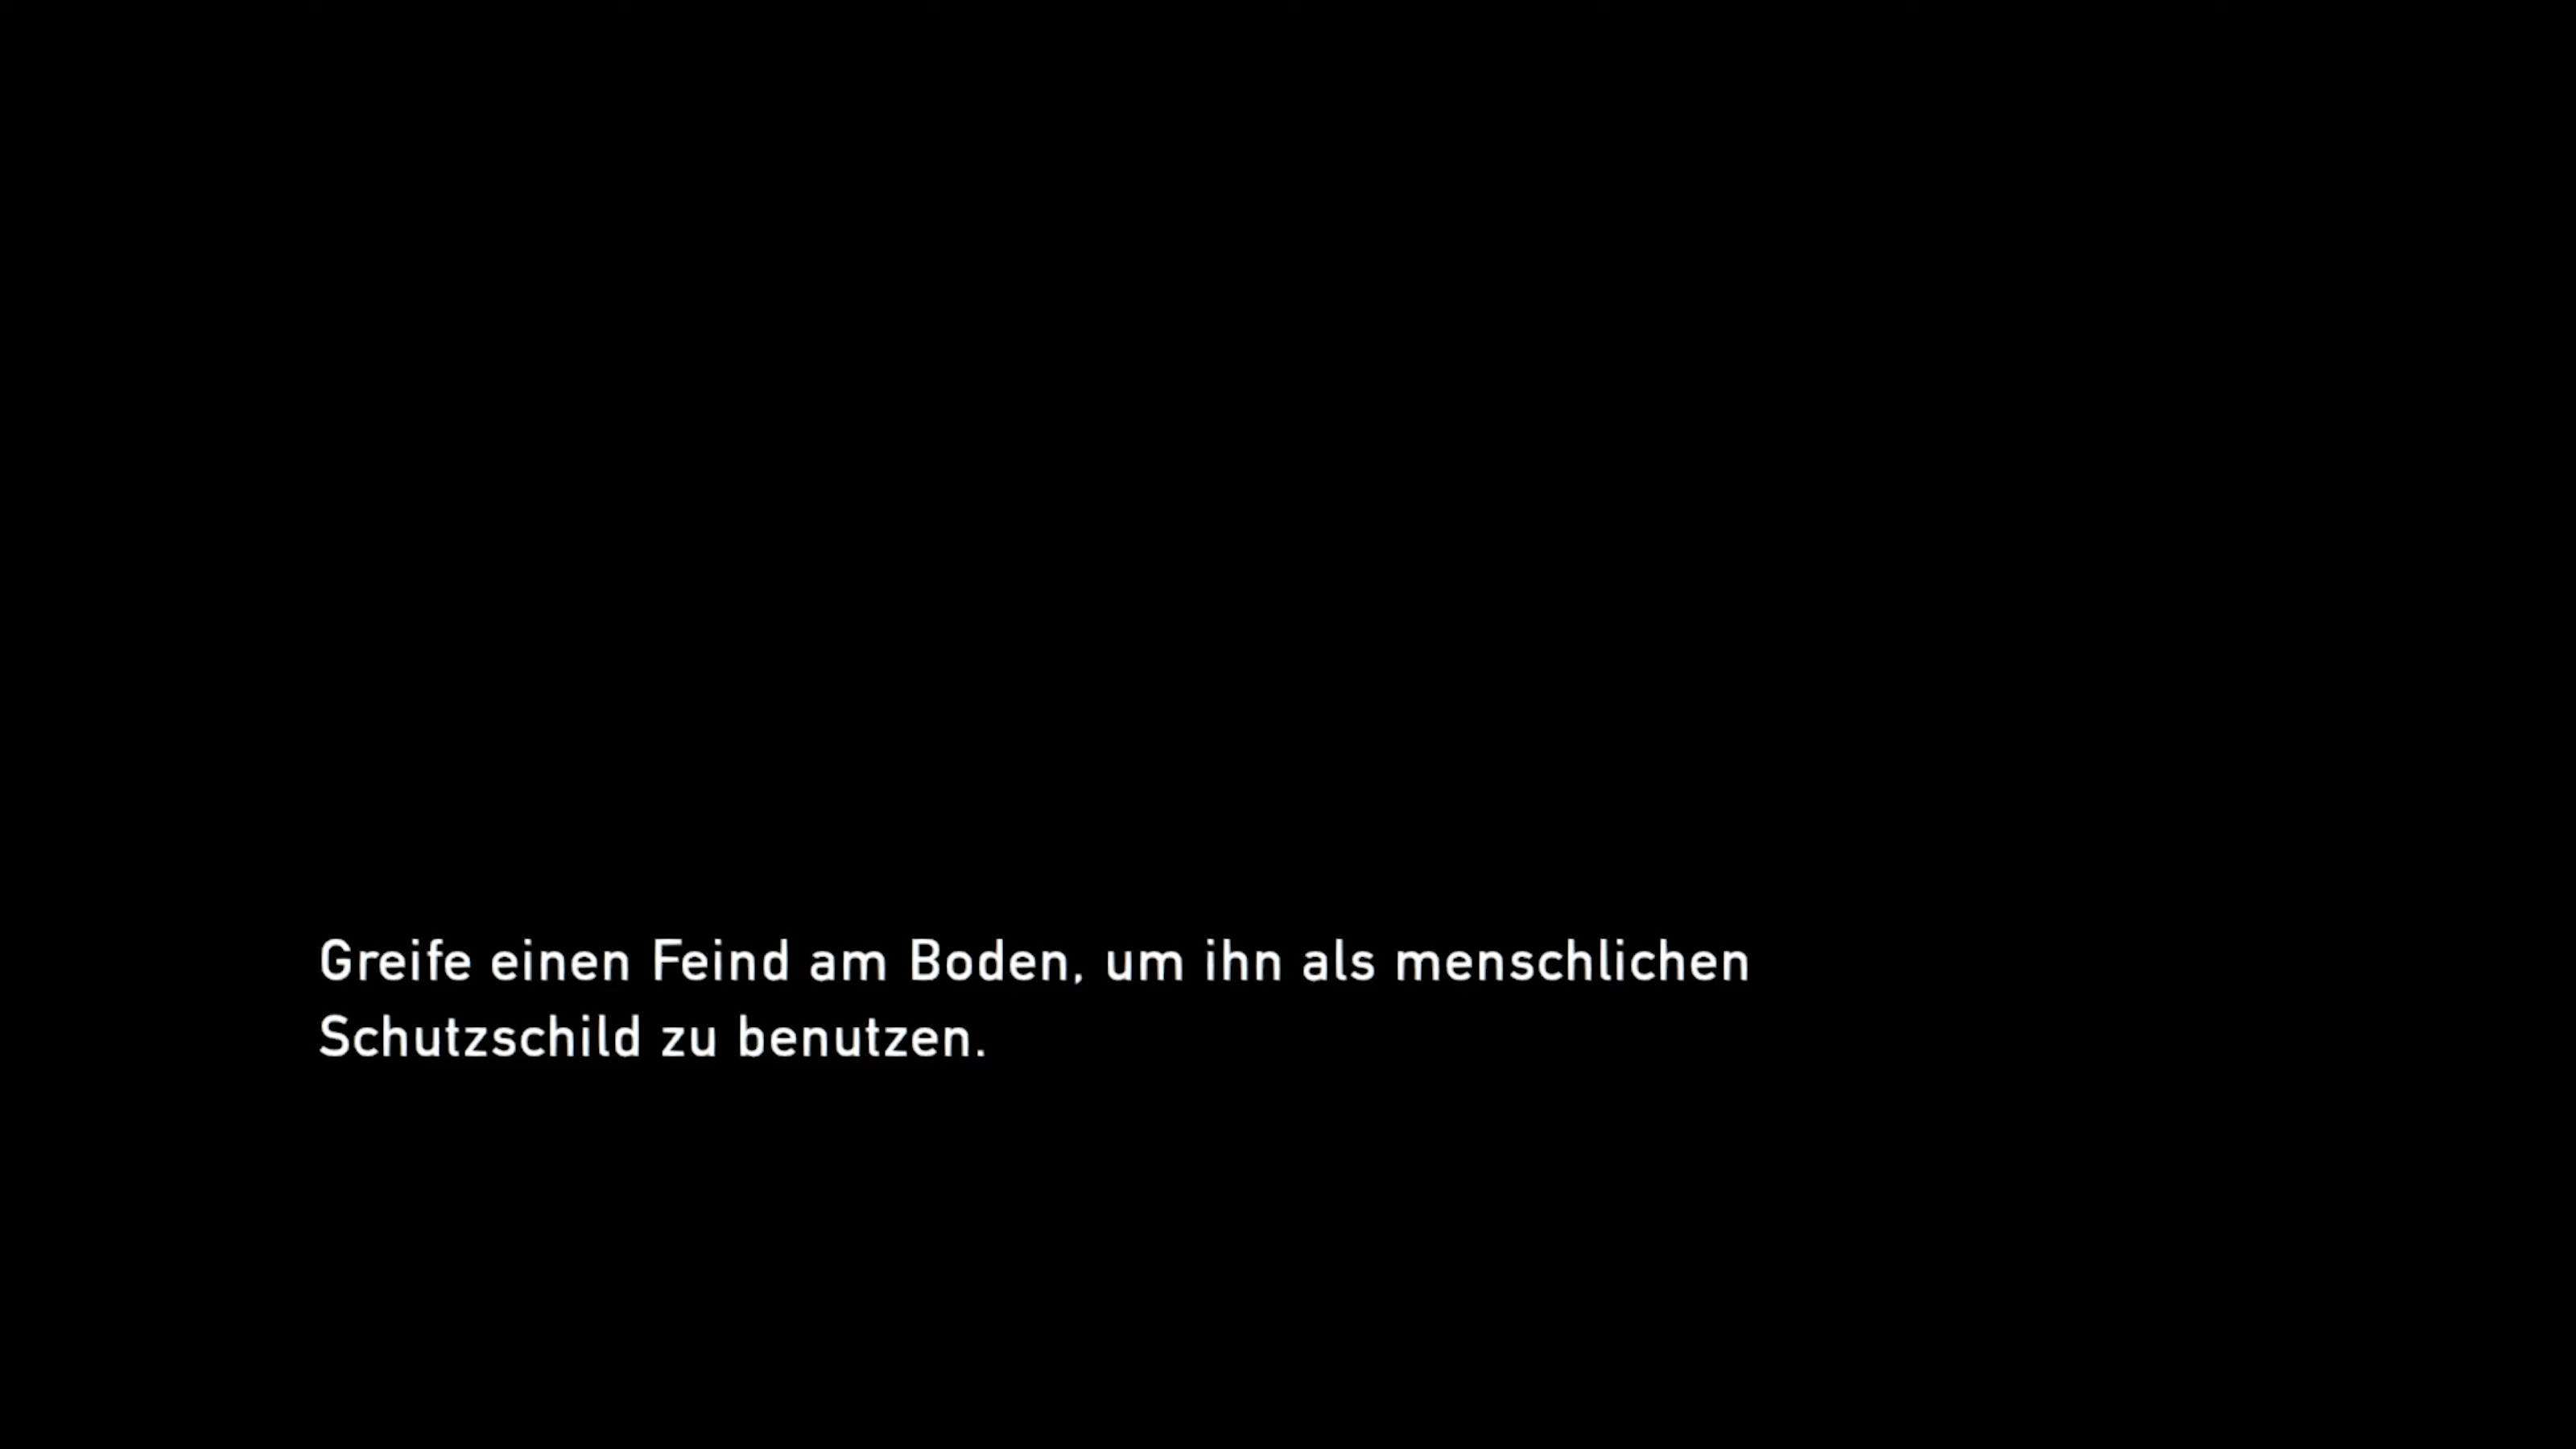 Greife einen Feind am Boden, um ihn als menschlichen
Schutzschild zu benutzen.